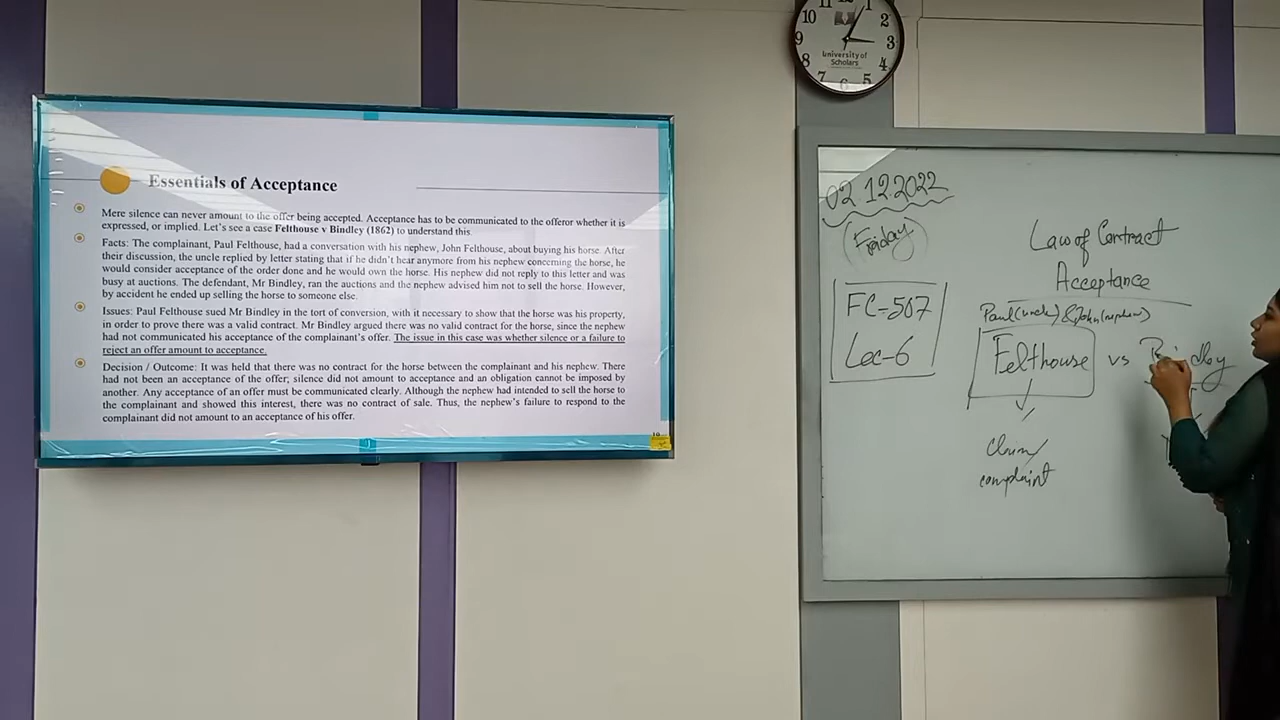 Essentials of Acceptance
Mere silence can never amount to the offer being accepted. Acceptance has to be communicated to the offeror whether it is
expressed, or implied. Let's see a case Felthouse v Bindley (1862) to understand this.
Facts: The complainant, Paul Felthouse, had a conversation with his nephew, John Felthouse, about buying his horse. After
their discussion, the uncle replied by letter stating that if he didn't hear anymore from his nephew concerning the horse, he
would consider acceptance of the order done and he would own the horse. His nephew did not reply to this letter and was
busy at auctions. The defendant, Mr Bindley, ran the auctions and the nephew advised him not to sell the horse. However,
by accident he ended up selling the horse to someone else.
Issues: Paul Felthouse sued Mr Bindley in the tort of conversion, with it necessary to show that the horse was his property,
in order to prove there was a valid contract. Mr Bindley argued there was no valid contract for the horse, since the nephew
had not communicated his acceptance of the complainant's offer. The issue in this case was whether silence or a failure to
reject an offer amount to acceptance.
Decision / Outcome: It was held that there was no contract for the horse between the complainant and his nephew. There
had not been an acceptance of the offer; silence did not amount to acceptance and an obligation cannot be imposed by
another. Any acceptance of an offer must be communicated clearly. Although the nephew had intended to sell the horse to
the complainant and showed this interest, there was no contract of sale. Thus, the nephew's failure to respond to the
complainant did not amount to an acceptance of his offer.
11 12 1
10 2
9 3
8 4
7 6 5
University of
Scholars
02.12.2022
Friday
FC-507
Lec-6
Law of Contract
Acceptance
Paul(uncle) & John(nephew)
Felthouse vs Bindley
complaint